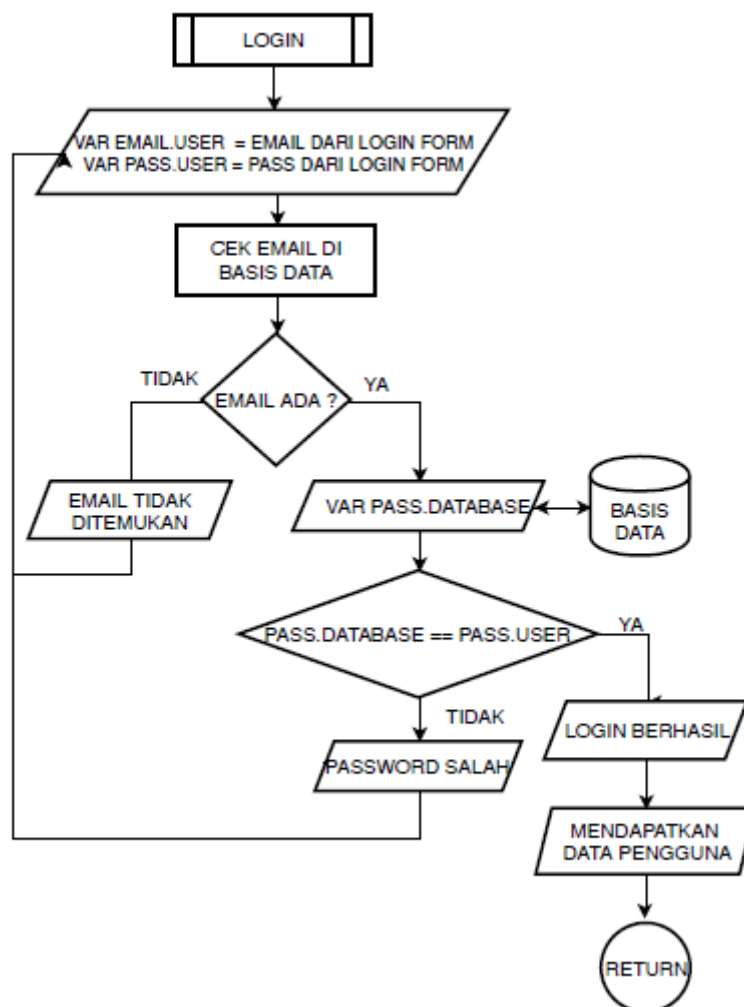 LOGIN
VAR EMAIL.USER = EMAIL DARI LOGIN FORM
VAR PASS.USER = PASS DARI LOGIN FORM
CEK EMAIL DI
BASIS DATA
TIDAK
EMAIL ADA ?
YA
EMAIL TIDAK
DITEMUKAN
VAR PASS.DATABASE
BASIS
DATA
PASS.DATABASE == PASS.USER
YA
TIDAK
PASSWORD SALAH
LOGIN BERHASIL
MENDAPATKAN
DATA PENGGUNA
RETURN